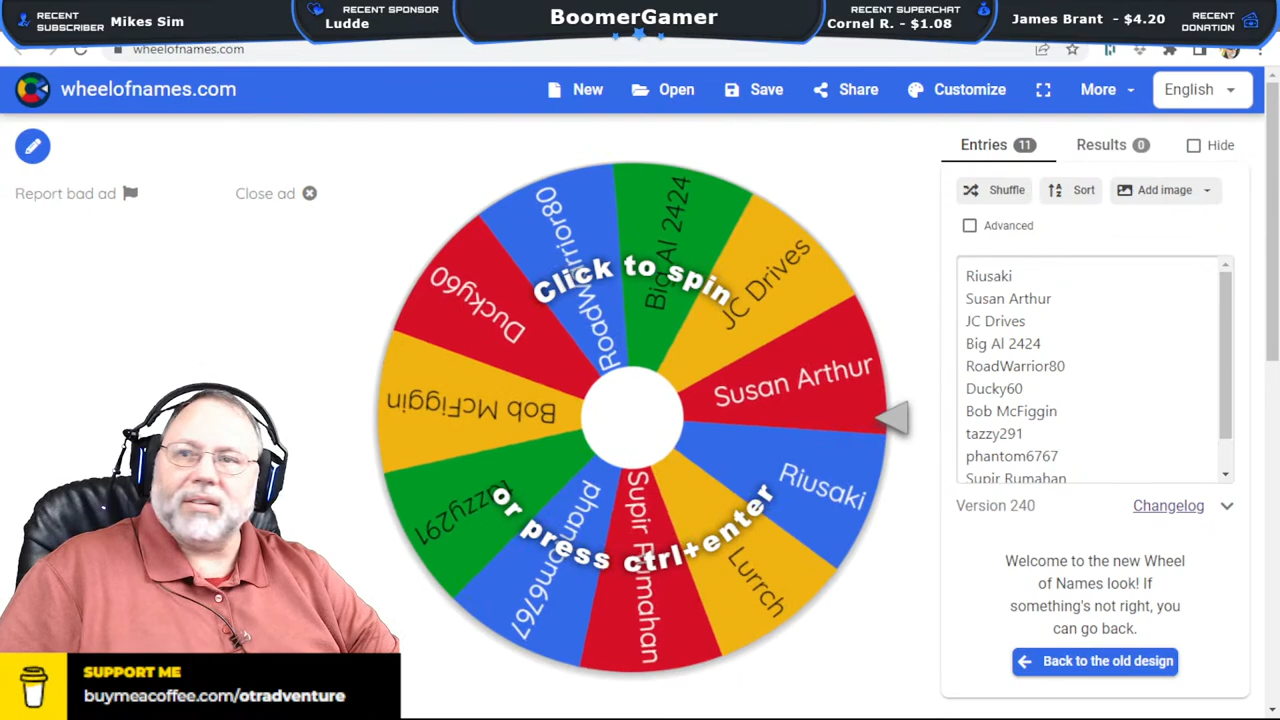 RECENT
SUBSCRIBER
Mikes Sim
RECENT SPONSOR
Ludde
BoomerGamer
RECENT SUPERCHAT
Cornel R. - $1.08
James Brant - $4.20
RECENT
DONATION
wheelofnames.com
wheelofnames.com
New
Open
Save
Share
Customize
More
English
Report bad ad
Close ad
Entries 11
Results 0
Hide
Shuffle
Sort
Add image
Advanced
Riusaki
Susan Arthur
JC Drives
Big Al 2424
RoadWarrior80
Ducky60
Bob McFiggin
tazzy291
phantom6767
Supir Rumahan
Version 240
Changelog
Welcome to the new Wheel
of Names look! If
something's not right, you
can go back.
Back to the old design
Click to spin
or press ctrl+enter
RoadWarrior80
Big Al 2424
JC Drives
Susan Arthur
Riusaki
Lurrch
Supir Rumahan
phantom6767
tazzy291
Bob McFiggin
Ducky60
SUPPORT ME
buymeacoffee.com/otradventure